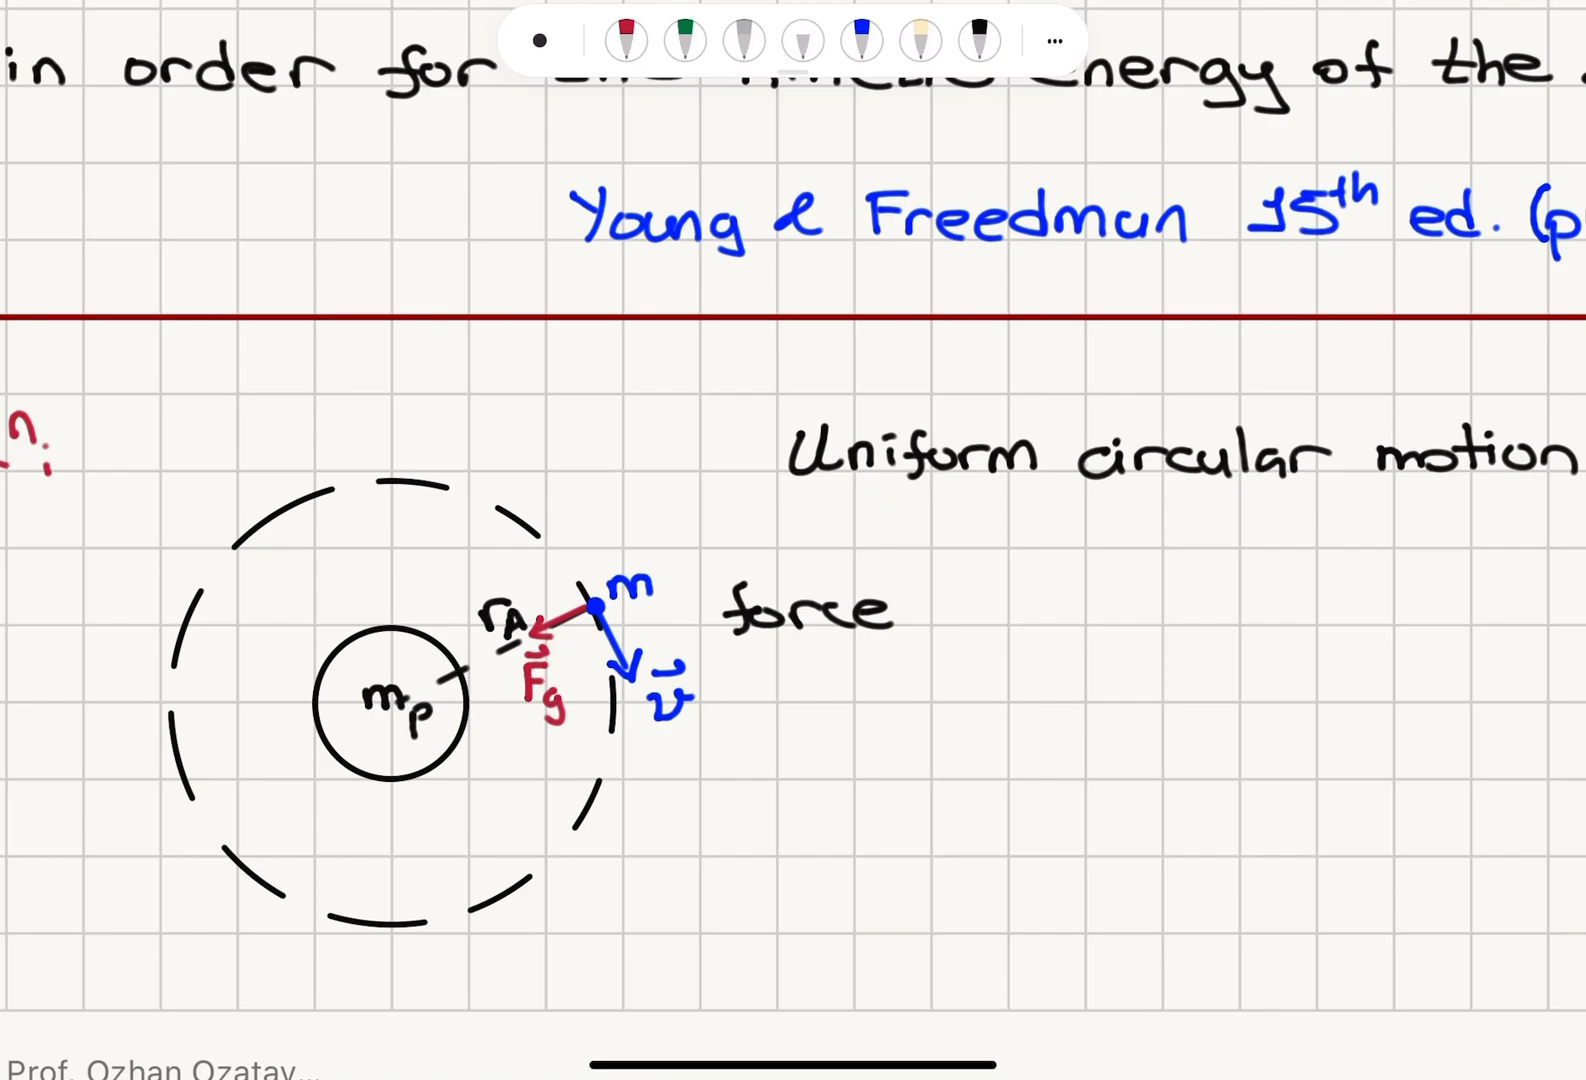 in order for energy of the
Young & Freedman 15th ed. (p
n:
Uniform circular motion
m
rA
force
Fg
v
mp
Prof. Ozhan Ozatay...